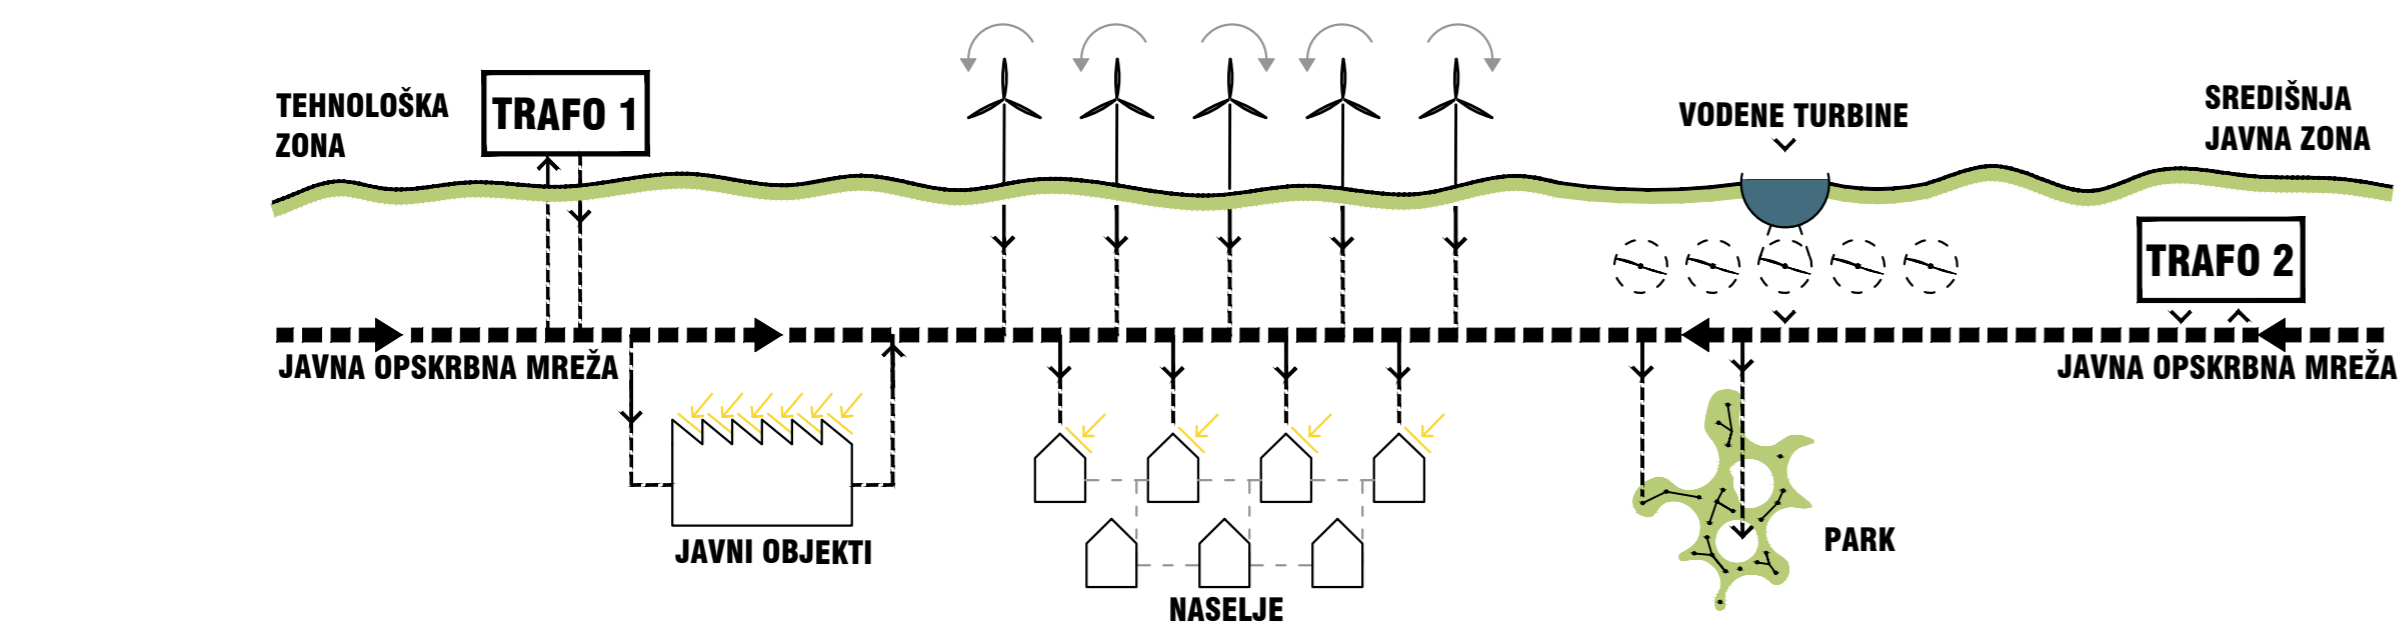 TEHNOLOŠKA
ZONA
TRAFO 1
VODENE TURBINE
SREDIŠNJA
JAVNA ZONA
TRAFO 2
JAVNA OPSKRBNA MREŽA
JAVNA OPSKRBNA MREŽA
JAVNI OBJEKTI
PARK
NASELJE